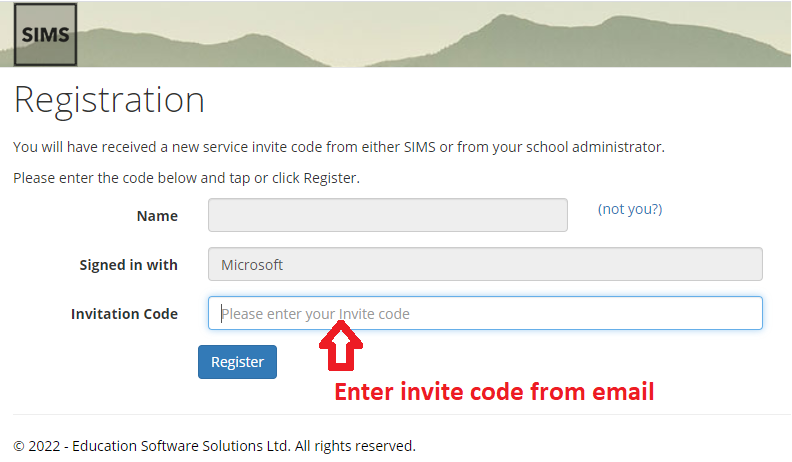 SIMS
Registration
You will have received a new service invite code from either SIMS or from your school administrator.
Please enter the code below and tap or click Register.
Name (not you?)
Signed in with Microsoft
Invitation Code Please enter your Invite code
Register
Enter invite code from email
© 2022 - Education Software Solutions Ltd. All rights reserved.